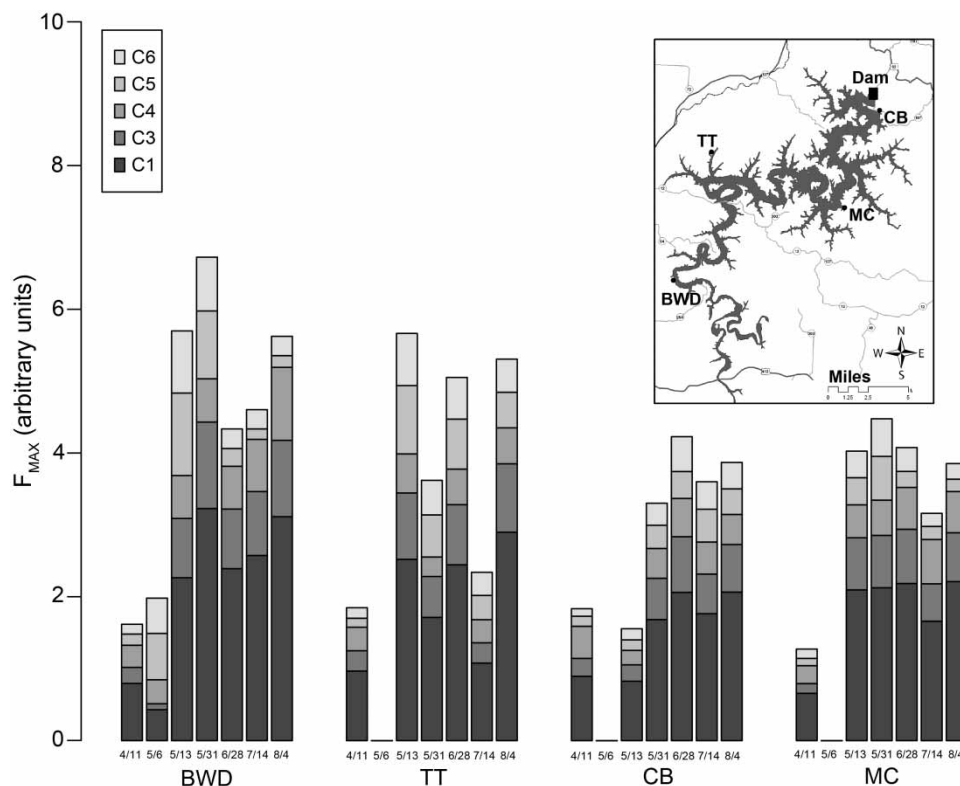 10
8
6
4
2
0
F_MAX (arbitrary units)
C6
C5
C4
C3
C1
Dam
CB
TT
MC
BWD
N
W E
S
Miles
0 1.25 2.5 5
4/11 5/6 5/13 5/31 6/28 7/14 8/4
BWD
4/11 5/6 5/13 5/31 6/28 7/14 8/4
TT
4/11 5/6 5/13 5/31 6/28 7/14 8/4
CB
4/11 5/6 5/13 5/31 6/28 7/14 8/4
MC